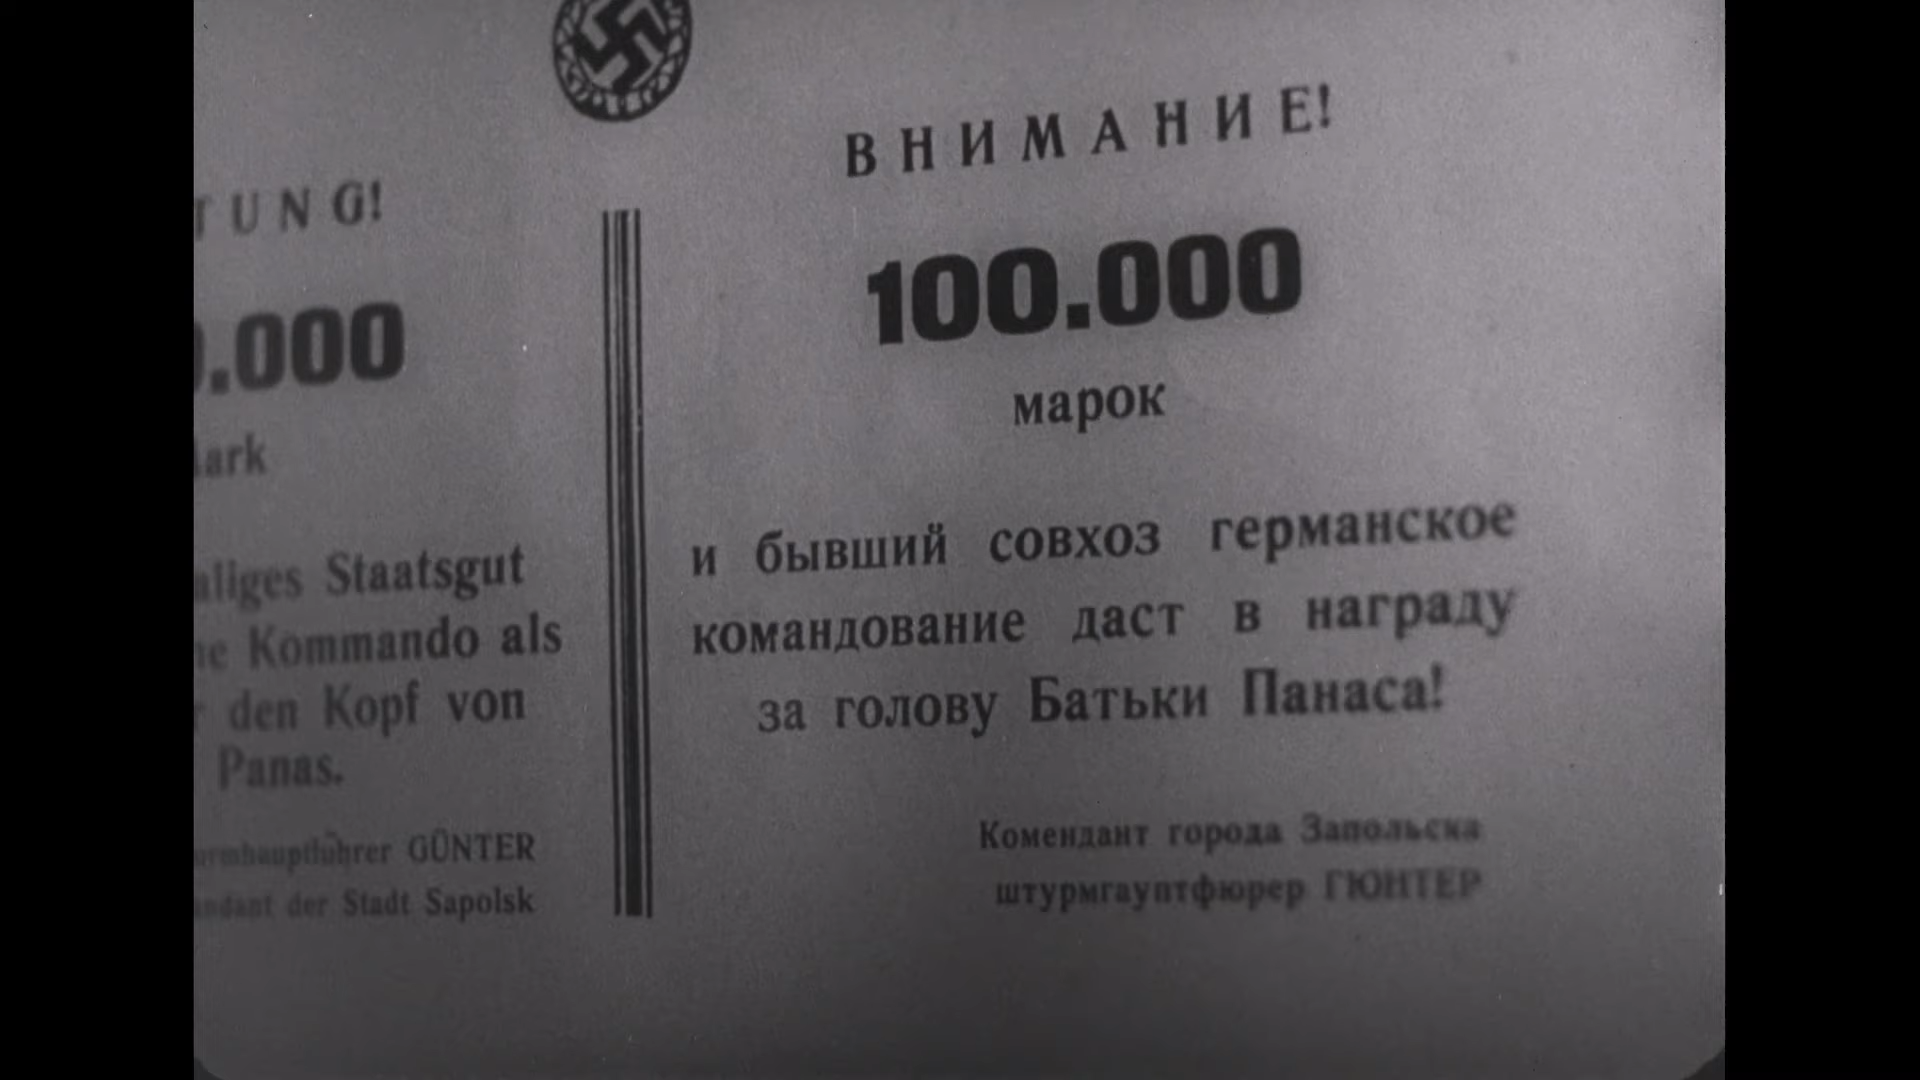 TUNG!
.000
ark
aliges Staatsgut
Kommando als
den Kopf von
Panas.
GÜNTER
der Stadt Sapolsk
ВНИМАНИЕ!
100.000
марок
и бывший совхоз германское
командование даст в награду
за голову Батьки Панаса!
Комендант города Запольска
штурмгауптфюрер ГЮНТЕР